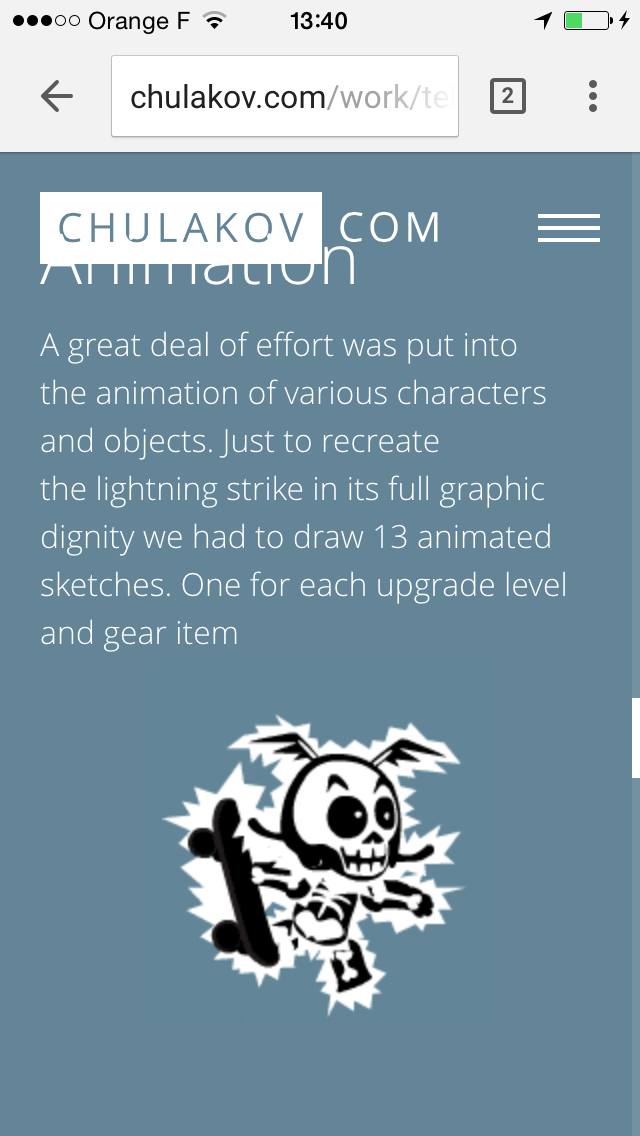 Orange F
13:40
chulakov.com/work/te
2
CHULAKOV.COM
Animation
A great deal of effort was put into
the animation of various characters
and objects. Just to recreate
the lightning strike in its full graphic
dignity we had to draw 13 animated
sketches. One for each upgrade level
and gear item